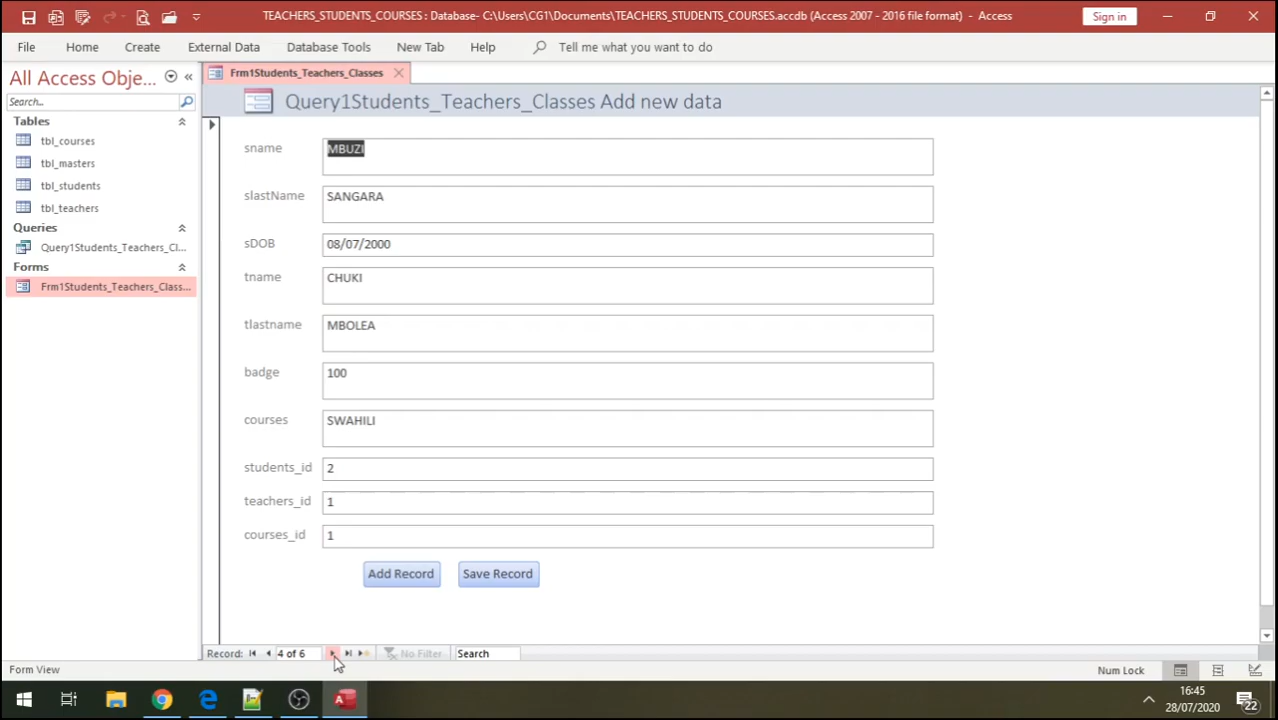 TEACHERS_STUDENTS_COURSES : Database- C:\Users\CG1\Documents\TEACHERS_STUDENTS_COURSES.accdb (Access 2007 - 2016 file format) - Access
Sign in
File Home Create External Data Database Tools New Tab Help Tell me what you want to do
All Access Obje...
Search...
Tables
tbl_courses
tbl_masters
tbl_students
tbl_teachers
Queries
Query1Students_Teachers_Cl...
Forms
Frm1Students_Teachers_Class...
Frm1Students_Teachers_Classes
Query1Students_Teachers_Classes Add new data
sname MBUZI
slastName SANGARA
sDOB 08/07/2000
tname CHUKI
tlastname MBOLEA
badge 100
courses SWAHILI
students_id 2
teachers_id 1
courses_id 1
Add Record Save Record
Record: 4 of 6 No Filter Search
Form View Num Lock
16:45
28/07/2020
22